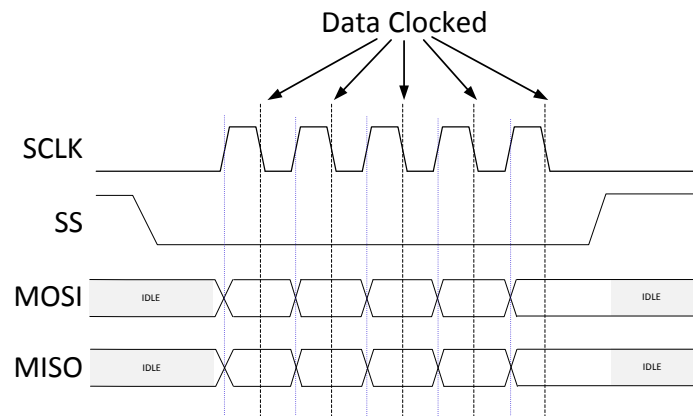 Data Clocked
SCLK
SS
MOSI
IDLE
IDLE
MISO
IDLE
IDLE